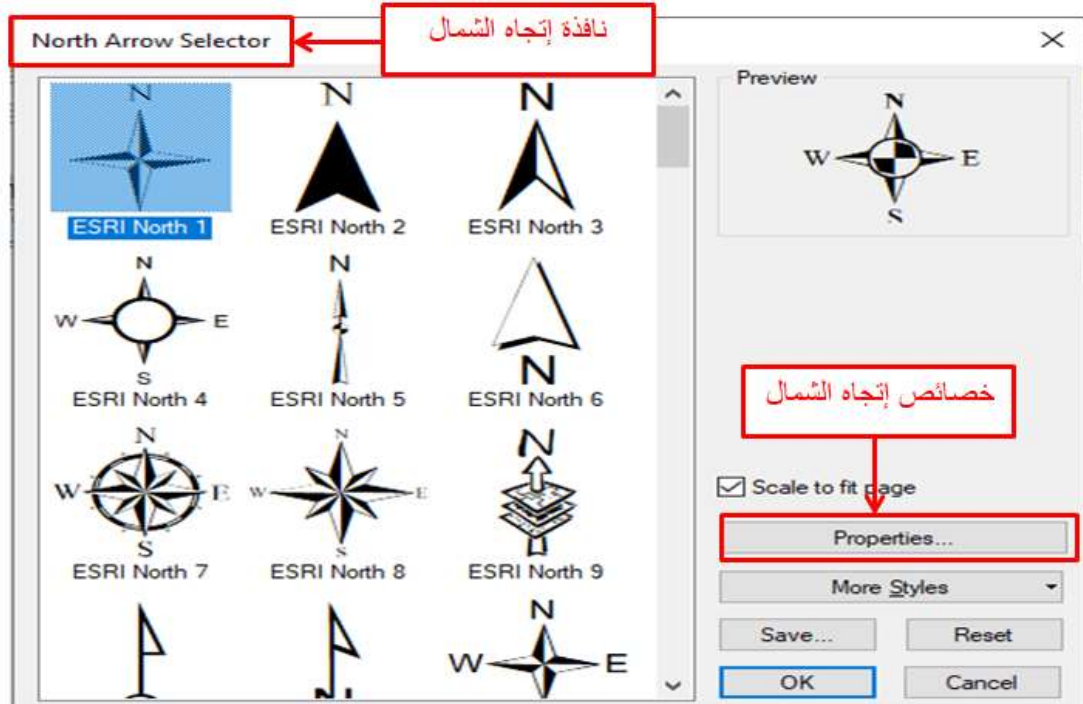 نافذة إتجاه الشمال
North Arrow Selector
Preview
N
N
N
N
W E
S
ESRI North 1 ESRI North 2 ESRI North 3
N
W E
S
N
N
ESRI North 4 ESRI North 5 ESRI North 6
خصائص إتجاه الشمال
N
W E
S
N
W E
S
N
ESRI North 7 ESRI North 8 ESRI North 9
Scale to fit page
Properties...
More Styles
Save... Reset
OK Cancel
N
N
W E